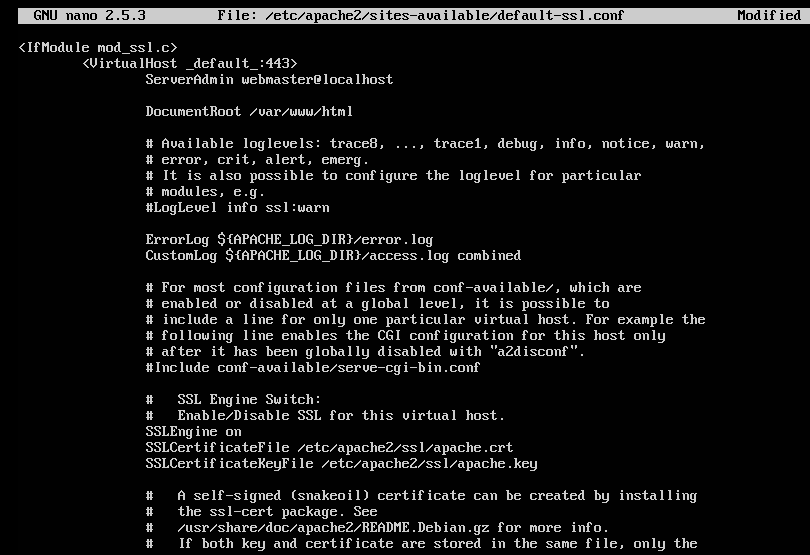 GNU nano 2.5.3 File: /etc/apache2/sites-available/default-ssl.conf Modified
<IfModule mod_ssl.c>
<VirtualHost _default_:443>
ServerAdmin webmaster@localhost
DocumentRoot /var/www/html
# Available loglevels: trace8, ..., trace1, debug, info, notice, warn,
# error, crit, alert, emerg.
# It is also possible to configure the loglevel for particular
# modules, e.g.
#LogLevel info ssl:warn
ErrorLog ${APACHE_LOG_DIR}/error.log
CustomLog ${APACHE_LOG_DIR}/access.log combined
# For most configuration files from conf-available/, which are
# enabled or disabled at a global level, it is possible to
# include a line for only one particular virtual host. For example the
# following line enables the CGI configuration for this host only
# after it has been globally disabled with "a2disconf".
#Include conf-available/serve-cgi-bin.conf
#   SSL Engine Switch:
#   Enable/Disable SSL for this virtual host.
SSLEngine on
SSLCertificateFile /etc/apache2/ssl/apache.crt
SSLCertificateKeyFile /etc/apache2/ssl/apache.key
#   A self-signed (snakeoil) certificate can be created by installing
#   the ssl-cert package. See
#   /usr/share/doc/apache2/README.Debian.gz for more info.
#   If both key and certificate are stored in the same file, only the